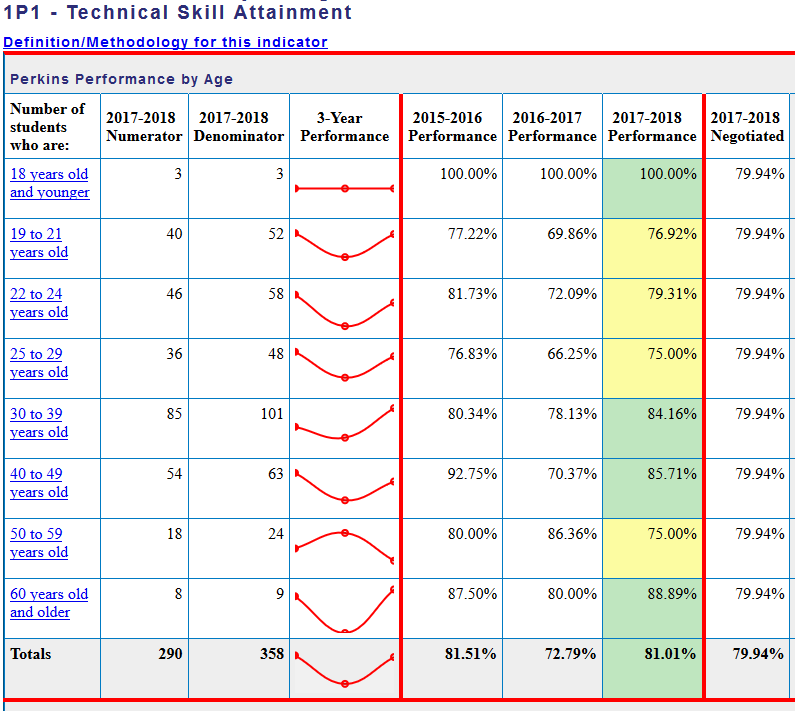 1P1 - Technical Skill Attainment
Definition/Methodology for this indicator
Perkins Performance by Age
Number of students who are: 2017-2018 Numerator 2017-2018 Denominator 3-Year Performance 2015-2016 Performance 2016-2017 Performance 2017-2018 Performance 2017-2018 Negotiated
18 years old and younger 3 3 100.00% 100.00% 100.00% 79.94%
19 to 21 years old 40 52 77.22% 69.86% 76.92% 79.94%
22 to 24 years old 46 58 81.73% 72.09% 79.31% 79.94%
25 to 29 years old 36 48 76.83% 66.25% 75.00% 79.94%
30 to 39 years old 85 101 80.34% 78.13% 84.16% 79.94%
40 to 49 years old 54 63 92.75% 70.37% 85.71% 79.94%
50 to 59 years old 18 24 80.00% 86.36% 75.00% 79.94%
60 years old and older 8 9 87.50% 80.00% 88.89% 79.94%
Totals 290 358 81.51% 72.79% 81.01% 79.94%